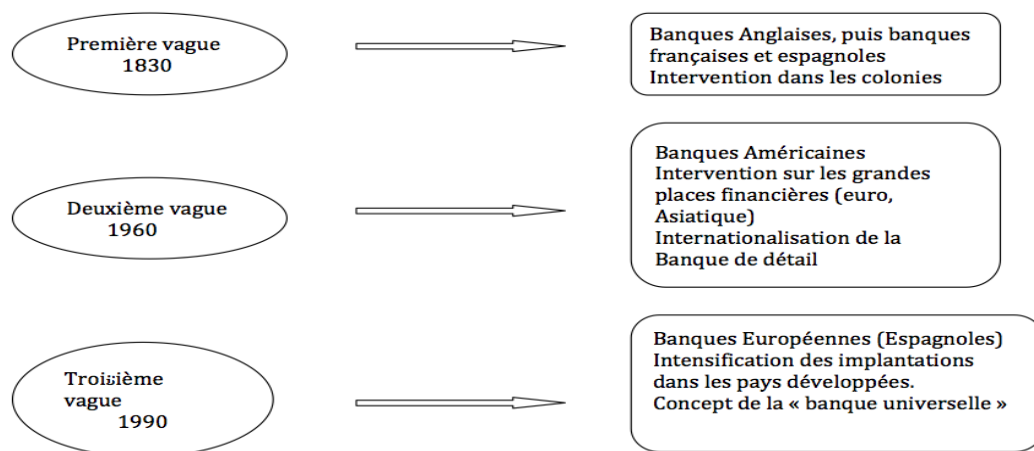 Première vague
1830
Banques Anglaises, puis banques
françaises et espagnoles
Intervention dans les colonies
Deuxième vague
1960
Banques Américaines
Intervention sur les grandes
places financières (euro,
Asiatique)
Internationalisation de la
Banque de détail
Troisième
vague
1990
Banques Européennes (Espagnoles)
Intensification des implantations
dans les pays développées.
Concept de la « banque universelle »